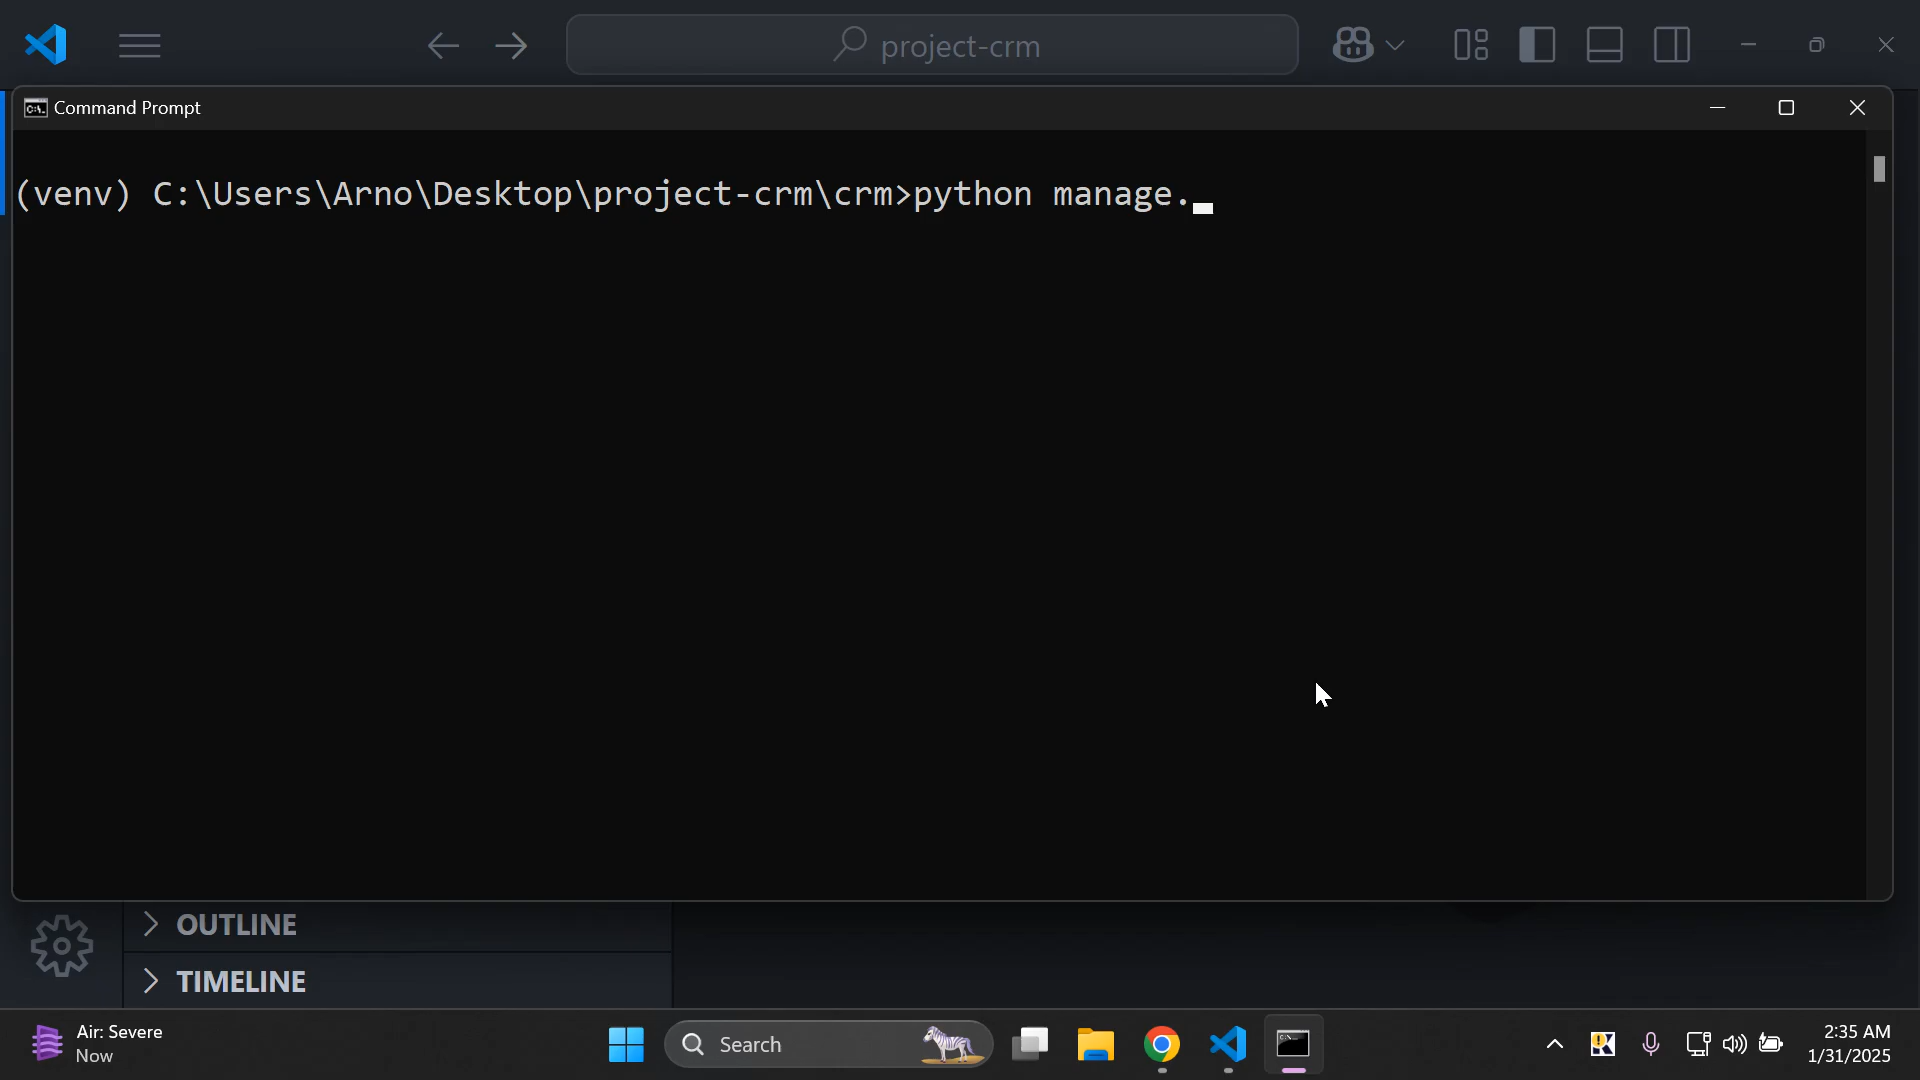 project-crm
Command Prompt
(venv) C:\Users\Arno\Desktop\project-crm\crm>python manage.
OUTLINE
TIMELINE
Air: Severe
Now
Search
2:35 AM
1/31/2025